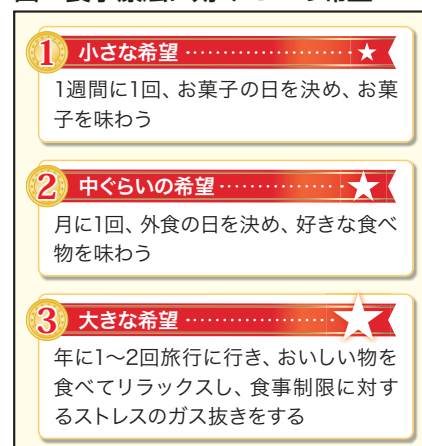 1 小さな希望 ……………………… ★
1週間に1回、お菓子の日を決め、お菓
子を味わう
2 中ぐらいの希望 ……………… ★
月に1回、外食の日を決め、好きな食べ
物を味わう
3 大きな希望 ………………… ★
年に1〜2回旅行に行き、おいしい物を
食べてリラックスし、食事制限に対す
るストレスのガス抜きをする